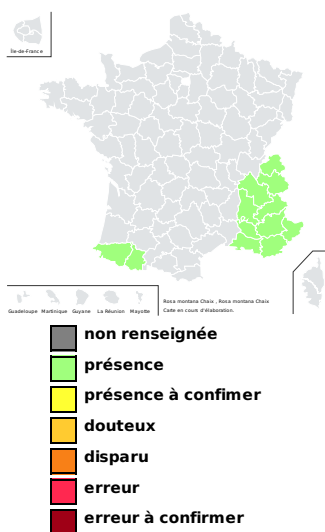 Île-de-France
Guadeloupe Martinique Guyane La Réunion Mayotte
Rosa montana Chaix , Rosa montana Chaix
Carte en cours d'élaboration.
non renseignée
présence
présence à confimer
douteux
disparu
erreur
erreur à confirmer